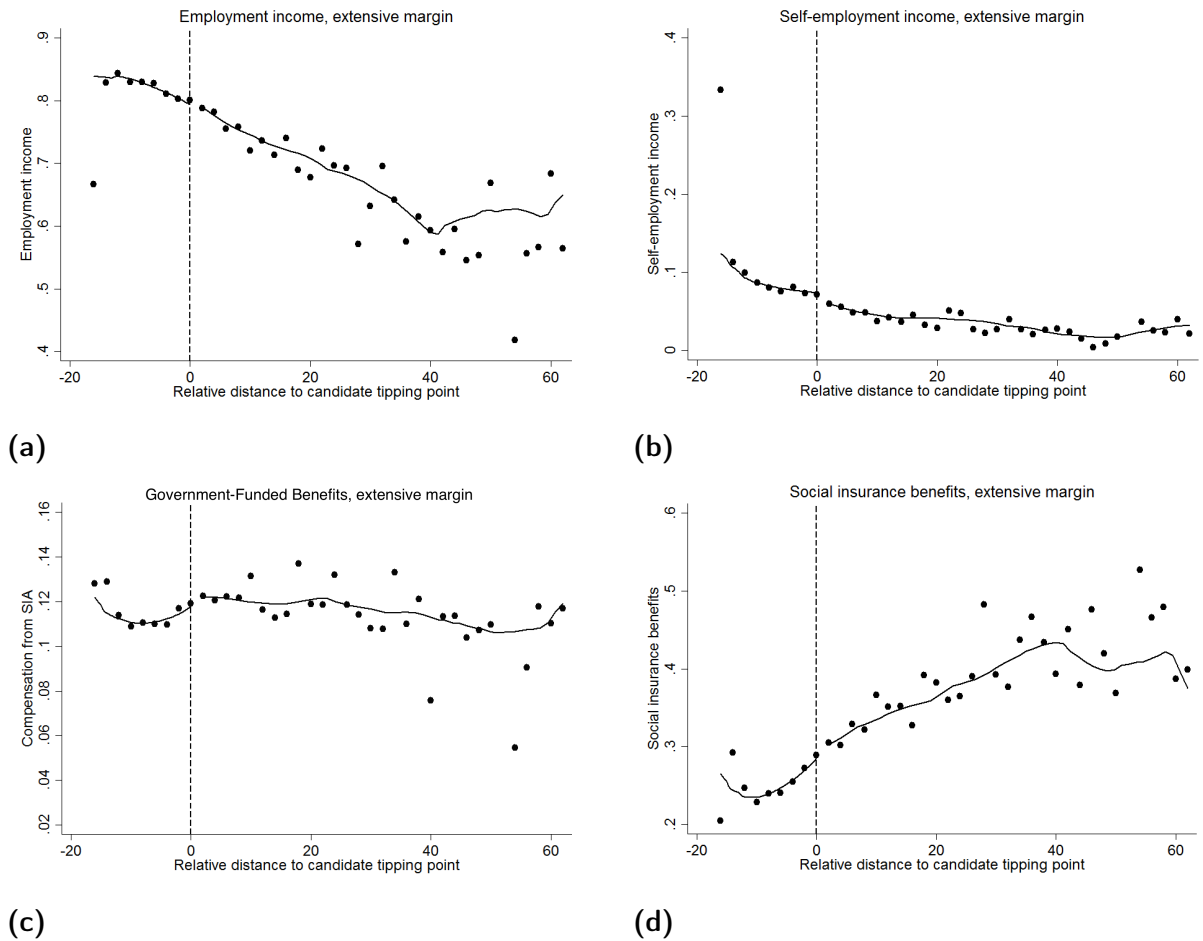 Employment income, extensive margin
Employment income
.9
.8
.7
.6
.5
.4
-20
0
20
40
60
Relative distance to candidate tipping point
(a)
Self-employment income, extensive margin
Self-employment income
.4
.3
.2
.1
0
-20
0
20
40
60
Relative distance to candidate tipping point
(b)
Government-Funded Benefits, extensive margin
Compensation from SIA
.16
.14
.12
.1
.08
.06
.04
.02
-20
0
20
40
60
Relative distance to candidate tipping point
(c)
Social insurance benefits, extensive margin
Social insurance benefits
.6
.5
.4
.3
.2
-20
0
20
40
60
Relative distance to candidate tipping point
(d)